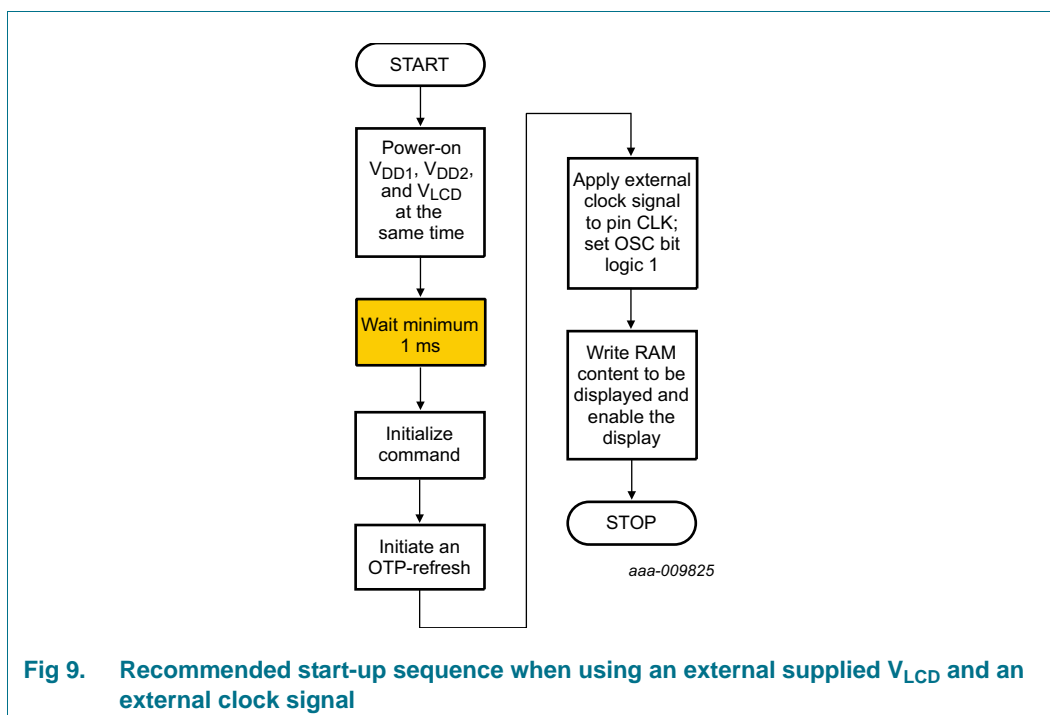 START
Power-on
VDD1, VDD2,
and VLCD
at the
same time
Wait minimum
1 ms
Initialize
command
Initiate an
OTP-refresh
Apply external
clock signal
to pin CLK;
set OSC bit
logic 1
Write RAM
content to be
displayed and
enable the
display
STOP
aaa-009825
Fig 9. Recommended start-up sequence when using an external supplied VLCD and an
external clock signal